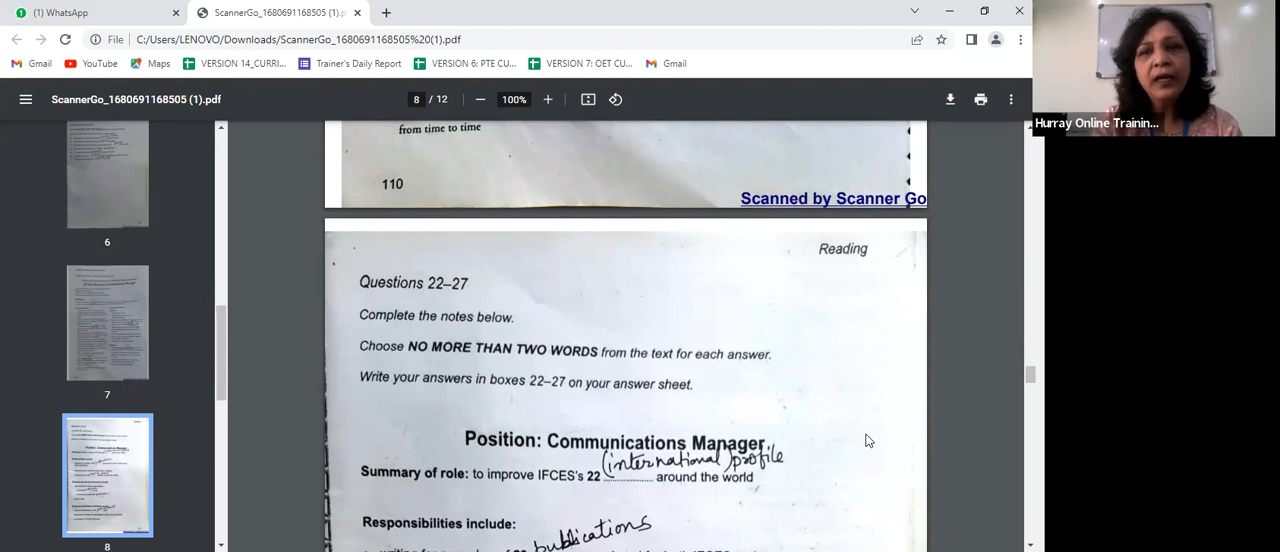 (1) WhatsApp
ScannerGo_1680691168505 (1).p
File
C:/Users/LENOVO/Downloads/ScannerGo_1680691168505%20(1).pdf
Gmail
YouTube
Maps
VERSION 14_CURRI...
Trainer's Daily Report
VERSION 6: PTE CU...
VERSION 7: OET CU...
Gmail
ScannerGo_1680691168505 (1).pdf
8 / 12
100%
Hurray Online Trainin...
6
7
8
from time to time
110
Scanned by Scanner Go
Reading
Questions 22–27
Complete the notes below.
Choose NO MORE THAN TWO WORDS from the text for each answer.
Write your answers in boxes 22–27 on your answer sheet.
Position: Communications Manager
(international) profile
Summary of role: to improve IFCES's 22 .............. around the world
Responsibilities include:
publications